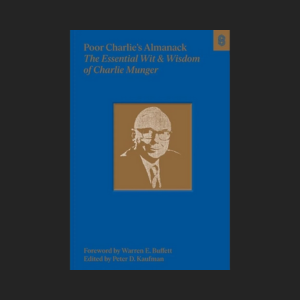 Poor Charlie's Almanack
The Essential Wit & Wisdom
of Charlie Munger
Foreword by Warren E. Buffett
Edited by Peter D. Kaufman